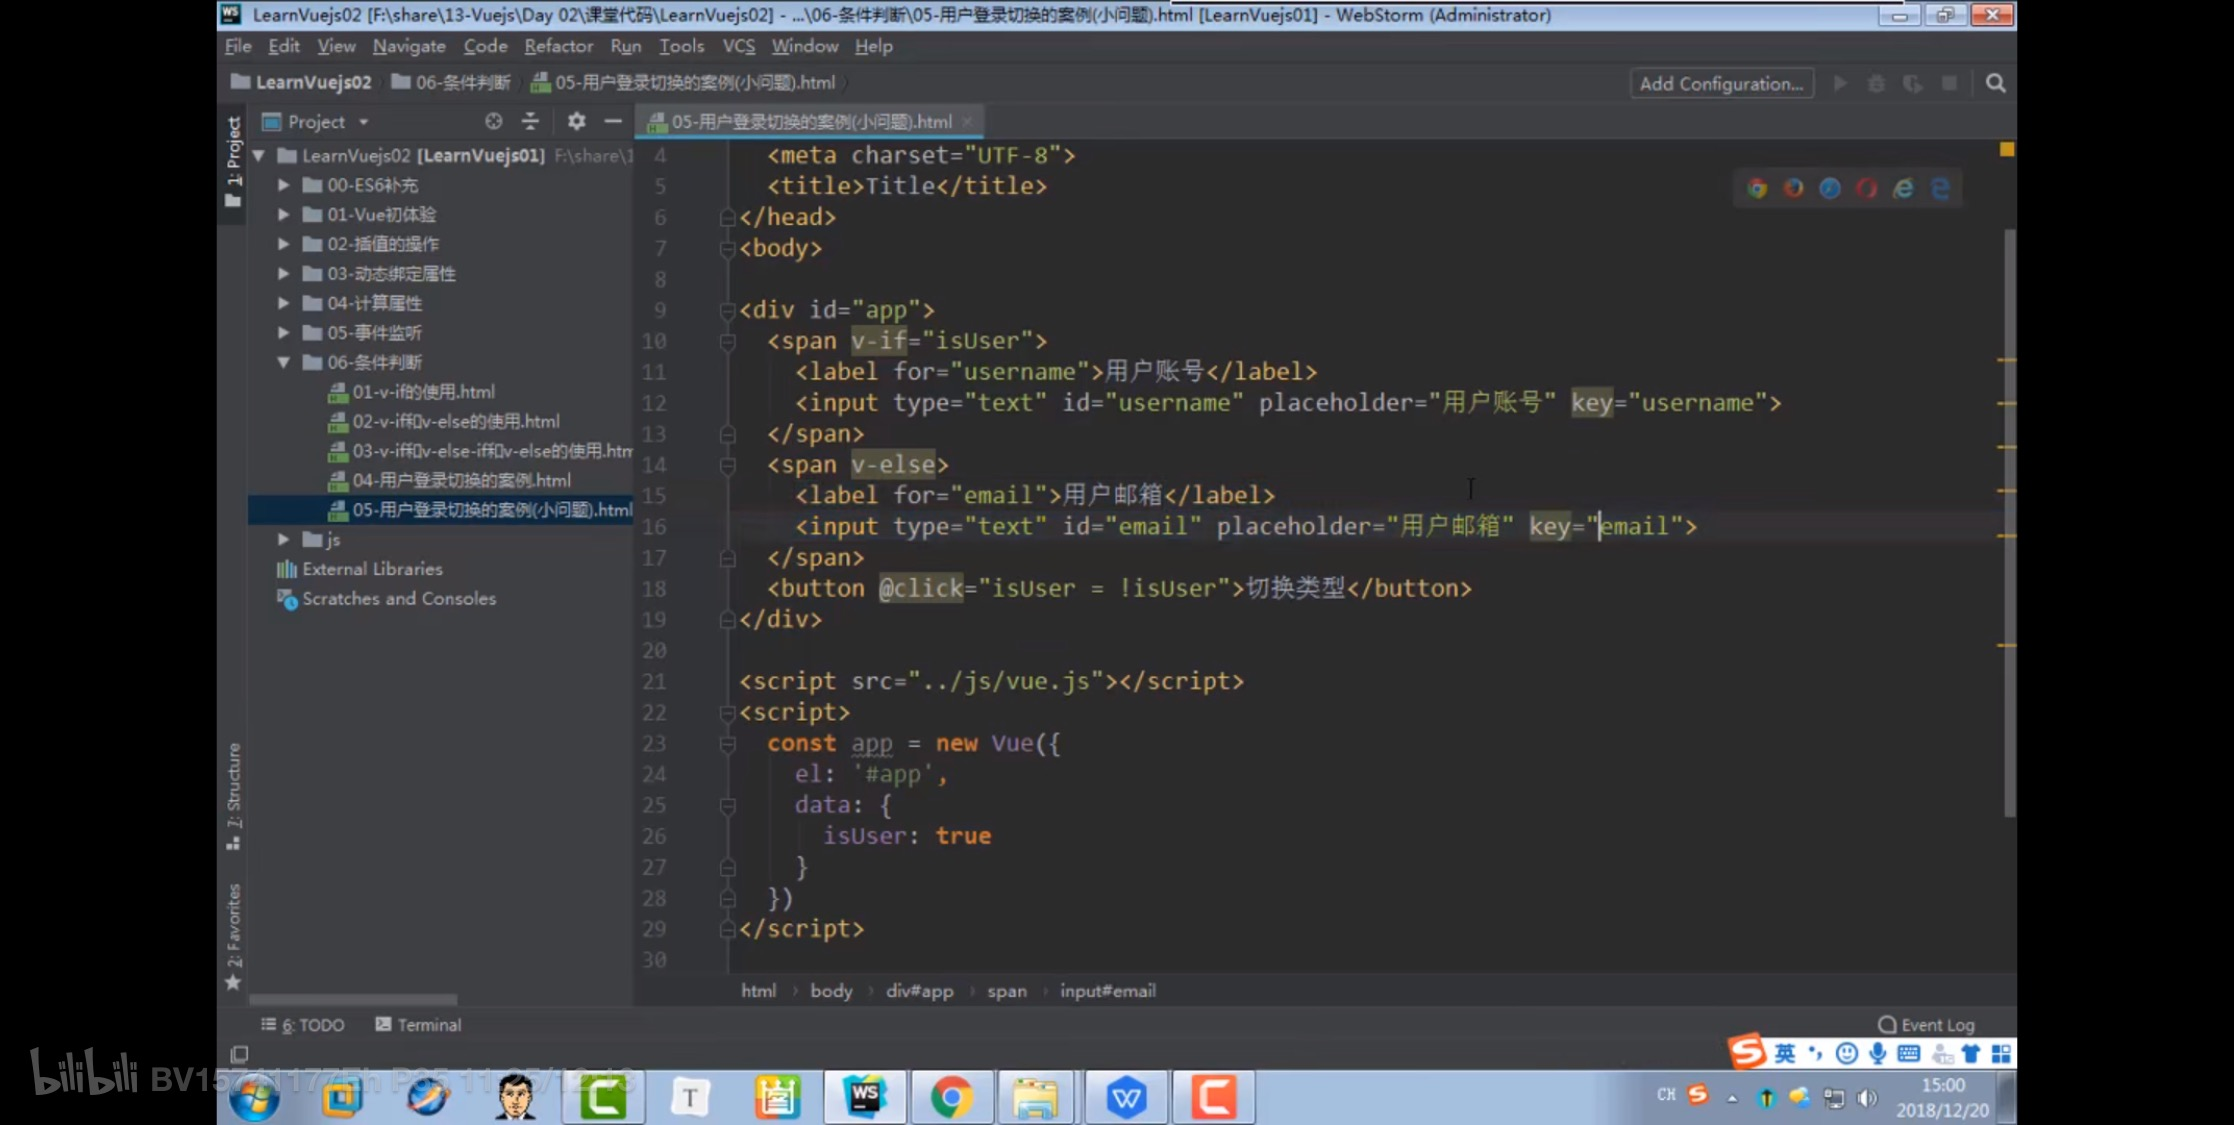 LearnVuejs02 [F:\share\13-Vuejs\Day 02\课堂代码\LearnVuejs02] - ...\06-条件判断\05-用户登录切换的案例(小问题).html [LearnVuejs01] - WebStorm (Administrator)
File Edit View Navigate Code Refactor Run Tools VCS Window Help
LearnVuejs02 06-条件判断 05-用户登录切换的案例(小问题).html Add Configuration...
1: Project
Project
05-用户登录切换的案例(小问题).html
LearnVuejs02 [LearnVuejs01] F:\share\1
00-ES6补充
01-Vue初体验
02-插值的操作
03-动态绑定属性
04-计算属性
05-事件监听
06-条件判断
01-v-if的使用.html
02-v-if和v-else的使用.html
03-v-if和v-else-if和v-else的使用.htm
04-用户登录切换的案例.html
05-用户登录切换的案例(小问题).html
js
External Libraries
Scratches and Consoles
7: Structure
2: Favorites
4 <meta charset="UTF-8">
5 <title>Title</title>
6 </head>
7 <body>
8
9 <div id="app">
10 <span v-if="isUser">
11 <label for="username">用户账号</label>
12 <input type="text" id="username" placeholder="用户账号" key="username">
13 </span>
14 <span v-else>
15 <label for="email">用户邮箱</label>
16 <input type="text" id="email" placeholder="用户邮箱" key="email">
17 </span>
18 <button @click="isUser = !isUser">切换类型</button>
19 </div>
20
21 <script src="../js/vue.js"></script>
22 <script>
23 const app = new Vue({
24 el: '#app',
25 data: {
26 isUser: true
27 }
28 })
29 </script>
30
html body div#app span input#email
6: TODO Terminal Event Log
英
bilibili
CH
15:00
2018/12/20